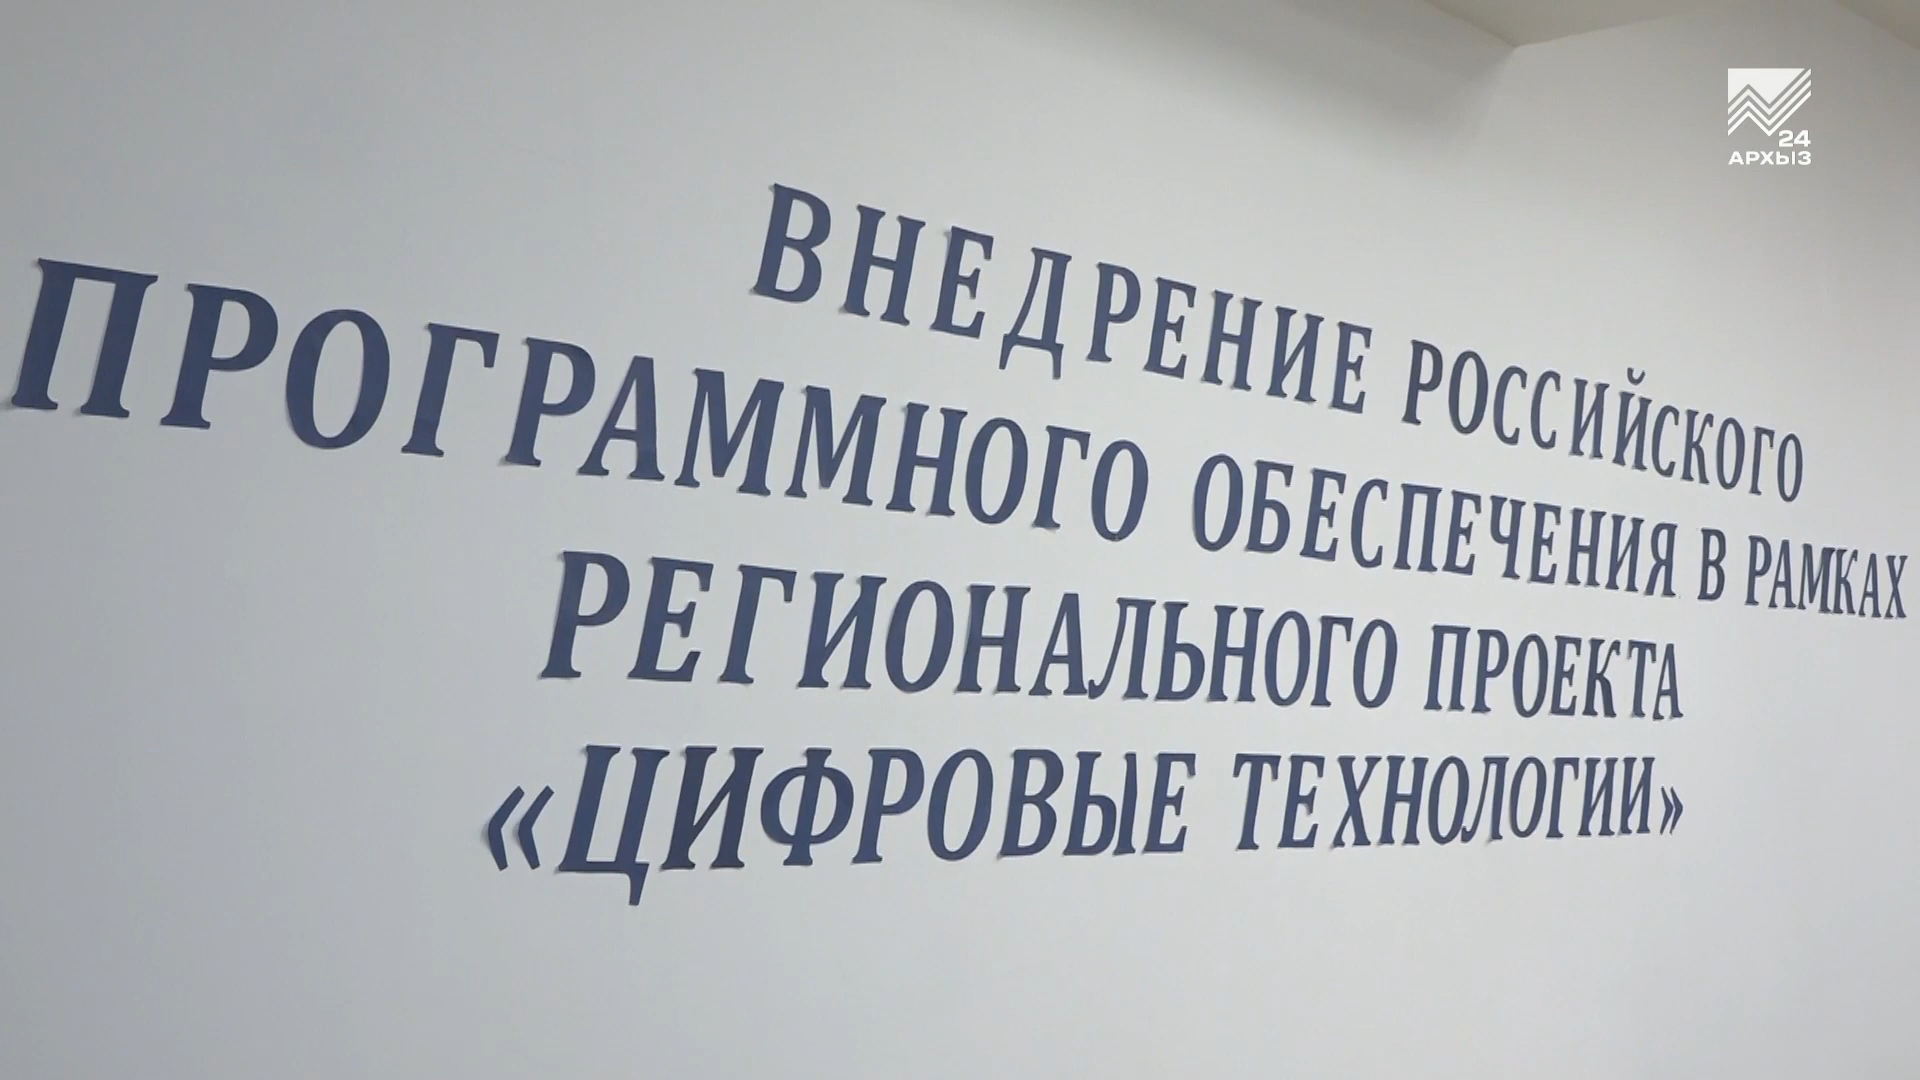 24
АРХЫЗ
ВНЕДРЕНИЕ РОССИЙСКОГО
ПРОГРАММНОГО ОБЕСПЕЧЕНИЯ В РАМКАХ
РЕГИОНАЛЬНОГО ПРОЕКТА
«ЦИФРОВЫЕ ТЕХНОЛОГИИ»